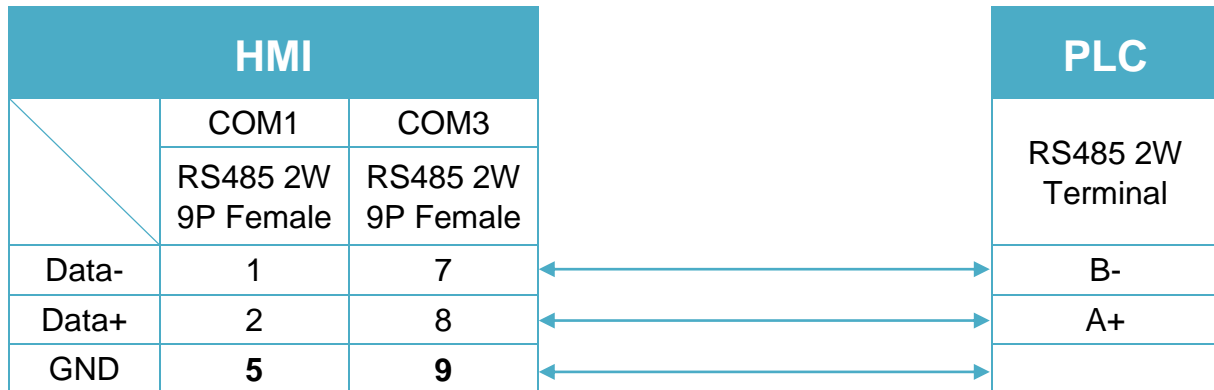 HMI
PLC
COM1 COM3
RS485 2W
9P Female
RS485 2W
9P Female
RS485 2W
Terminal
Data- 1 7 B-
Data+ 2 8 A+
GND 5 9